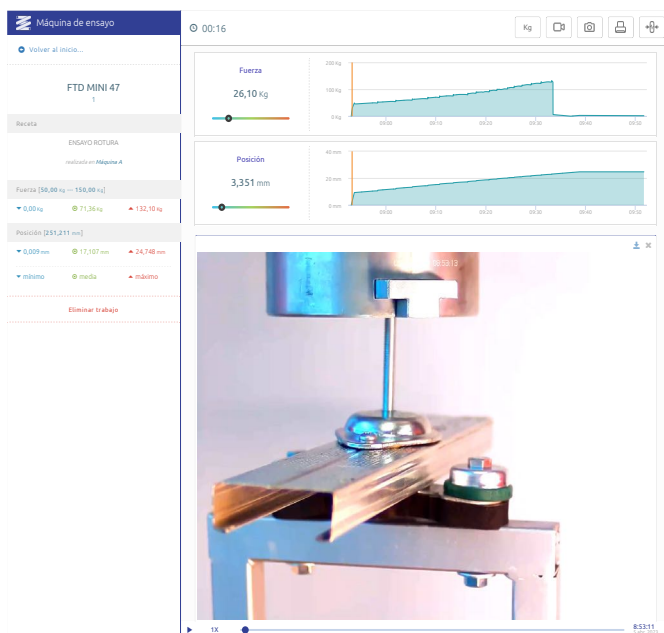 Máquina de ensayo
Volver al inicio...
FTD MINI 47
1
Receta
ENSAYO ROTURA
realizada en Máquina A
Fuerza [50,00 Kg — 150,00 Kg]
0,00 Kg 71,36 Kg 132,10 Kg
Posición [251,211 mm]
0,009 mm 17,107 mm 24,748 mm
mínimo media máximo
Eliminar trabajo
00:16
Kg
Fuerza
26,10 Kg
200 Kg
100 Kg
0 Kg
09:00 09:10 09:20 09:30 09:40 09:50
Posición
3,351 mm
40 mm
20 mm
0 mm
09:00 09:10 09:20 09:30 09:40 09:50
8:53:12
1X
8:53:11